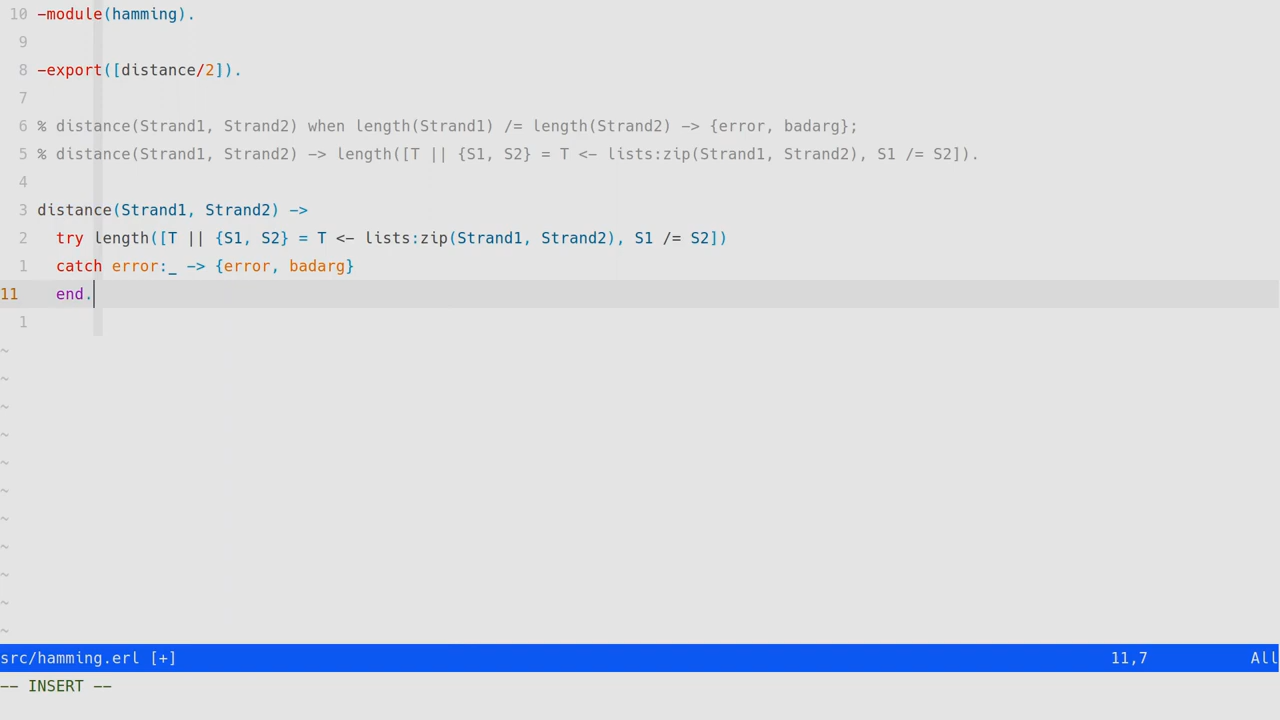 10 -module(hamming).
9
8 -export([distance/2]).
7
6 % distance(Strand1, Strand2) when length(Strand1) /= length(Strand2) -> {error, badarg};
5 % distance(Strand1, Strand2) -> length([T || {S1, S2} = T <- lists:zip(Strand1, Strand2), S1 /= S2]).
4
3 distance(Strand1, Strand2) ->
2   try length([T || {S1, S2} = T <- lists:zip(Strand1, Strand2), S1 /= S2])
1   catch error:_ -> {error, badarg}
11   end.
1
~
~
~
~
~
~
~
~
~
~
~
src/hamming.erl [+] 11,7 All
-- INSERT --